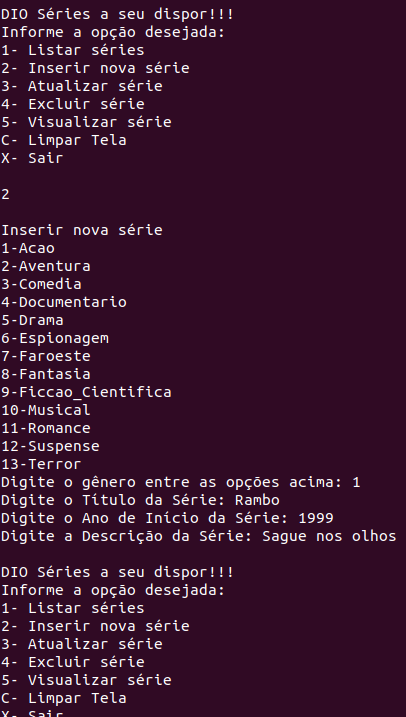 DIO Séries a seu dispor!!!
Informe a opção desejada:
1- Listar séries
2- Inserir nova série
3- Atualizar série
4- Excluir série
5- Visualizar série
C- Limpar Tela
X- Sair
2
Inserir nova série
1-Acao
2-Aventura
3-Comedia
4-Documentario
5-Drama
6-Espionagem
7-Faroeste
8-Fantasia
9-Ficcao_Cientifica
10-Musical
11-Romance
12-Suspense
13-Terror
Digite o gênero entre as opções acima: 1
Digite o Título da Série: Rambo
Digite o Ano de Início da Série: 1999
Digite a Descrição da Série: Sague nos olhos
DIO Séries a seu dispor!!!
Informe a opção desejada:
1- Listar séries
2- Inserir nova série
3- Atualizar série
4- Excluir série
5- Visualizar série
C- Limpar Tela
X- Sair